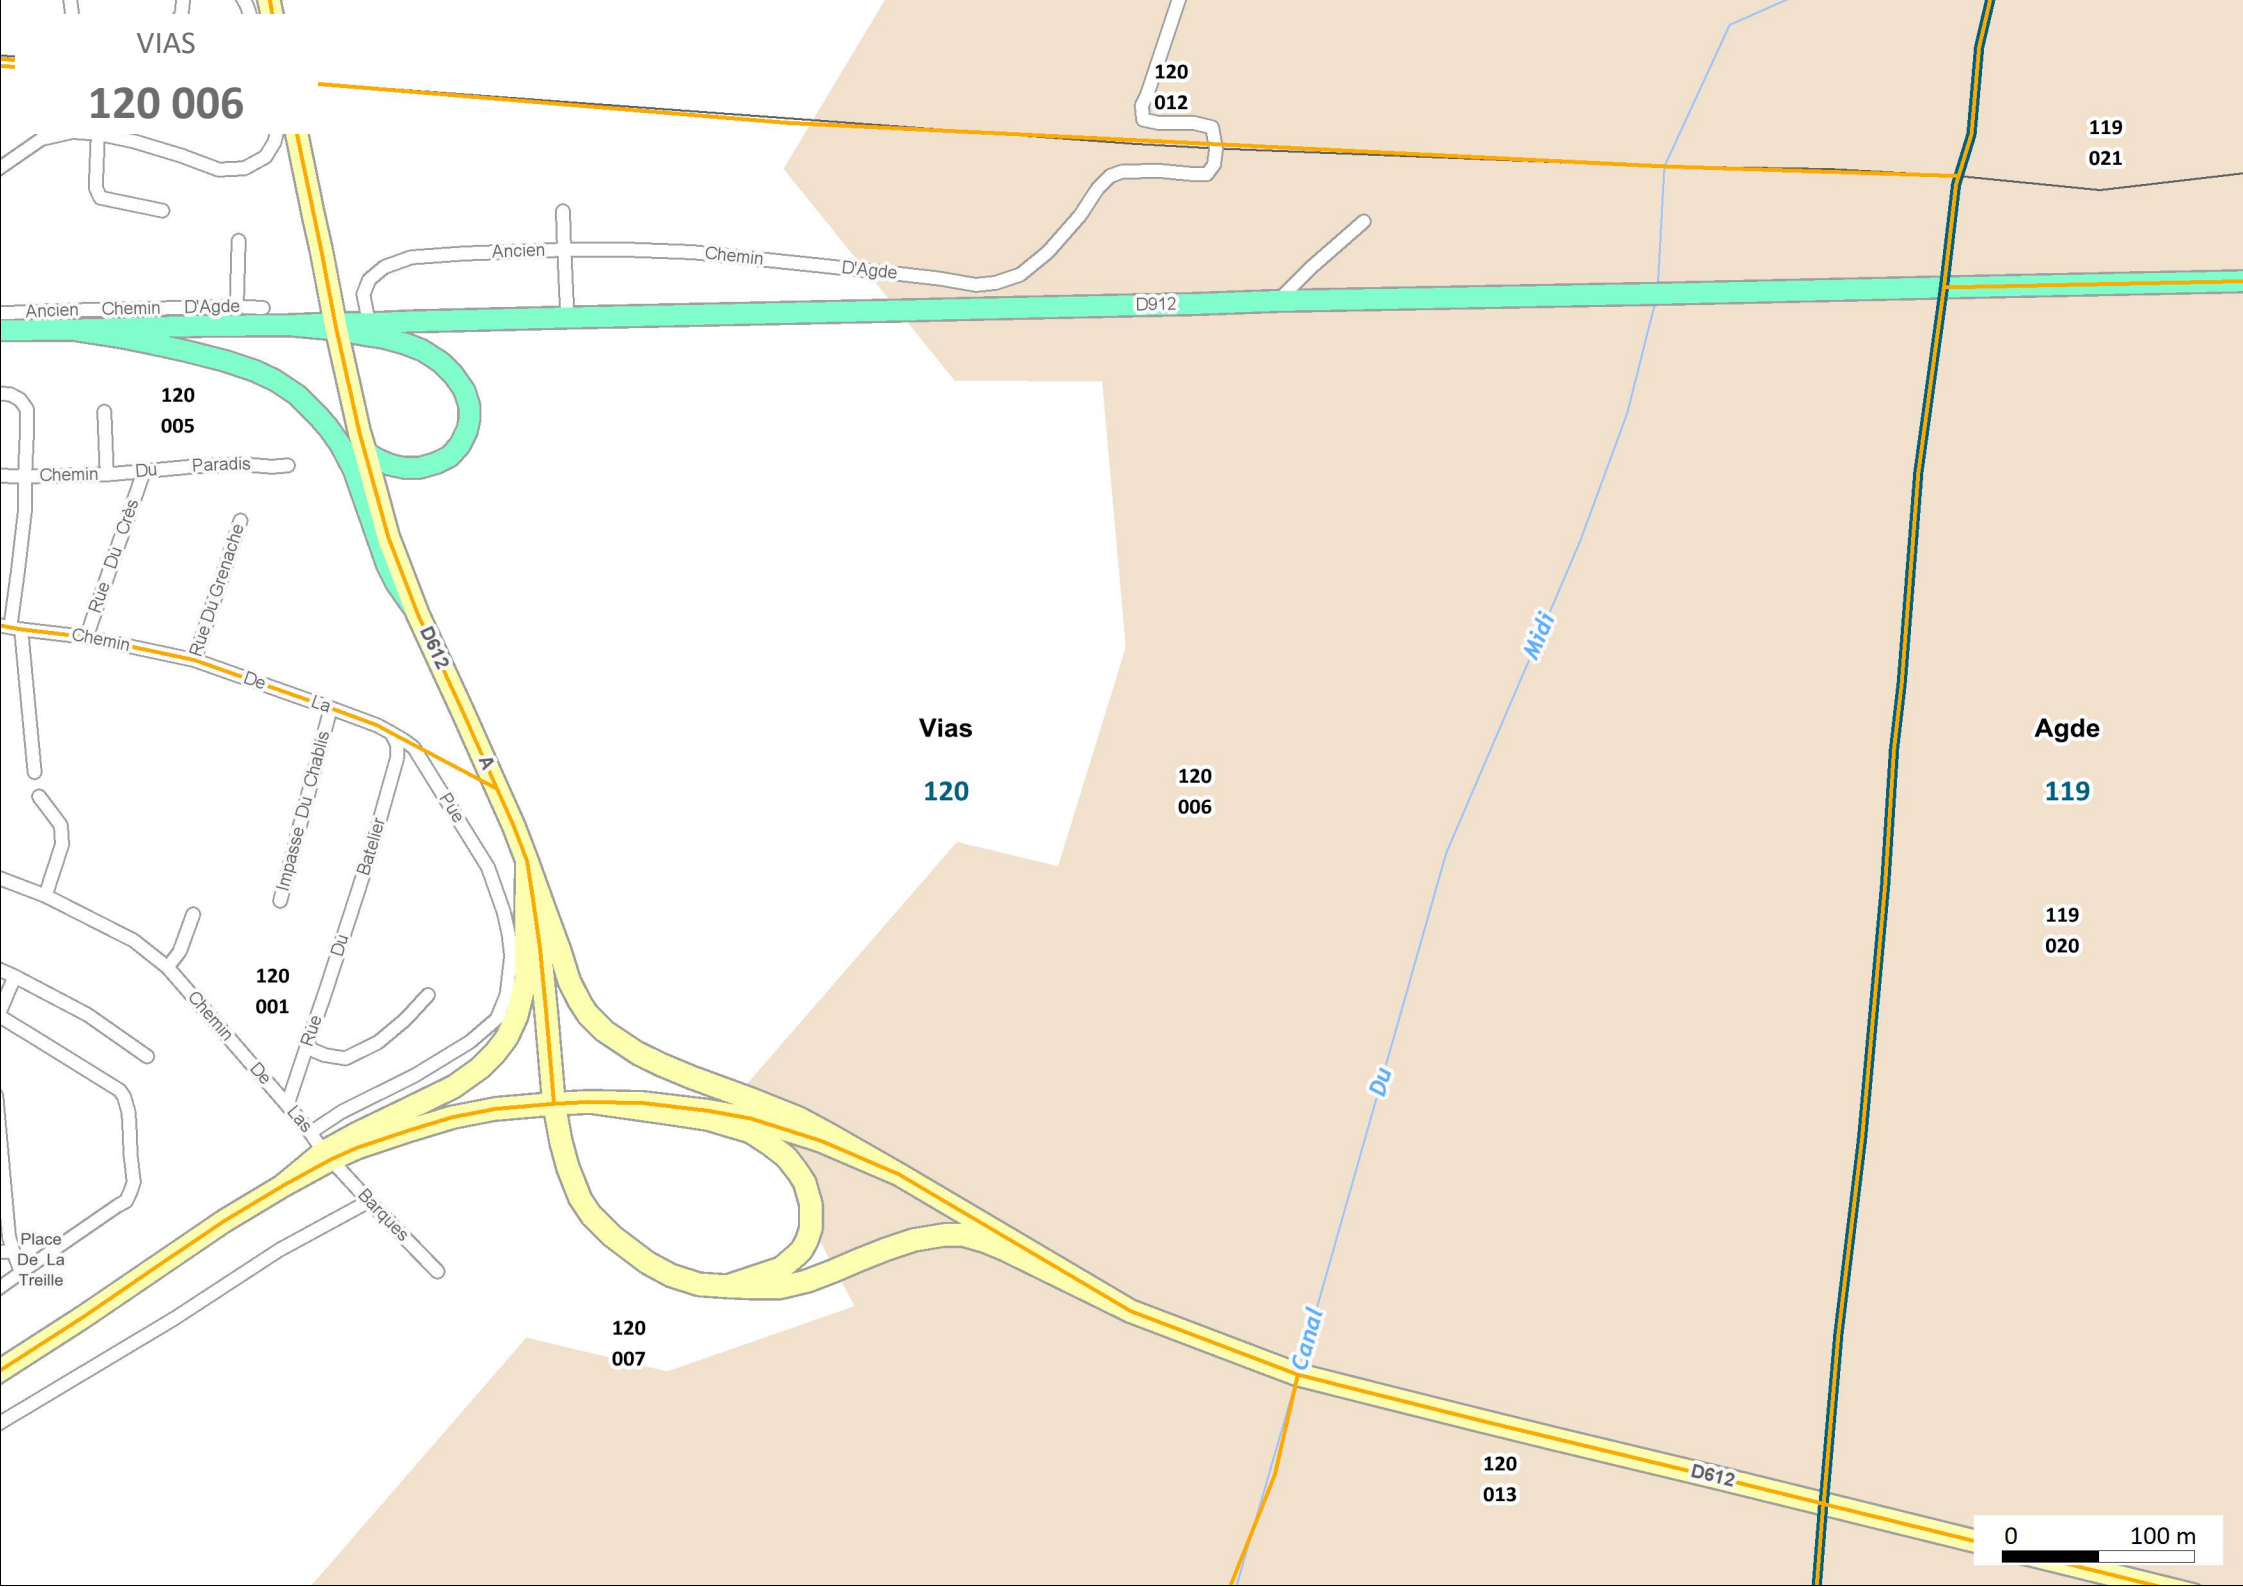 VIAS
120 006
120
012
119
021
Ancien Chemin D'Agde
Ancien Chemin D'Agde
D912
120
005
Chemin Du Paradis
Rue Du Crès
Rue Du Grenache
Chemin De La Pue
D612
A
Impasse Du Chablis
Rue Du Batelier
Midi
Vias
120
Agde
119
120
006
119
020
120
001
Chemin De Las Barques
Du
Place
De La
Treille
Canal
120
007
120
013
D612
0 100 m